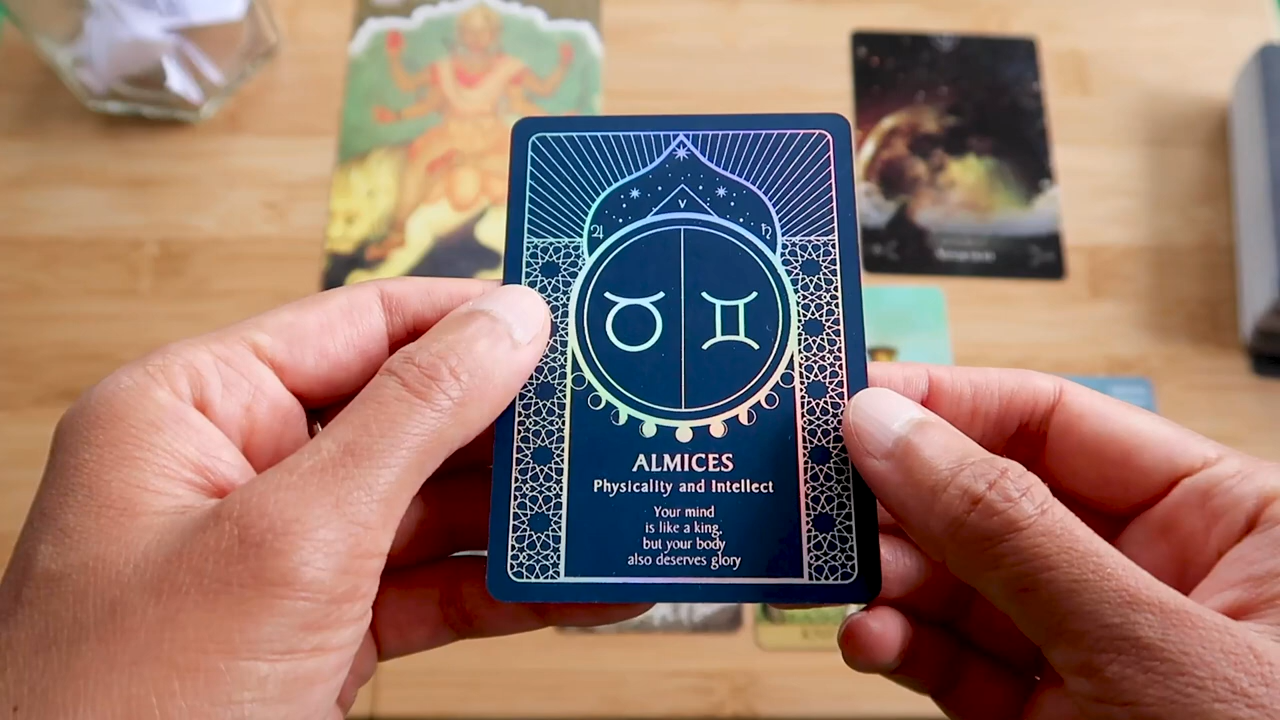 V
♃ ♄
♉ ♊
ALMICES
Physicality and Intellect
Your mind
is like a king,
but your body
also deserves glory